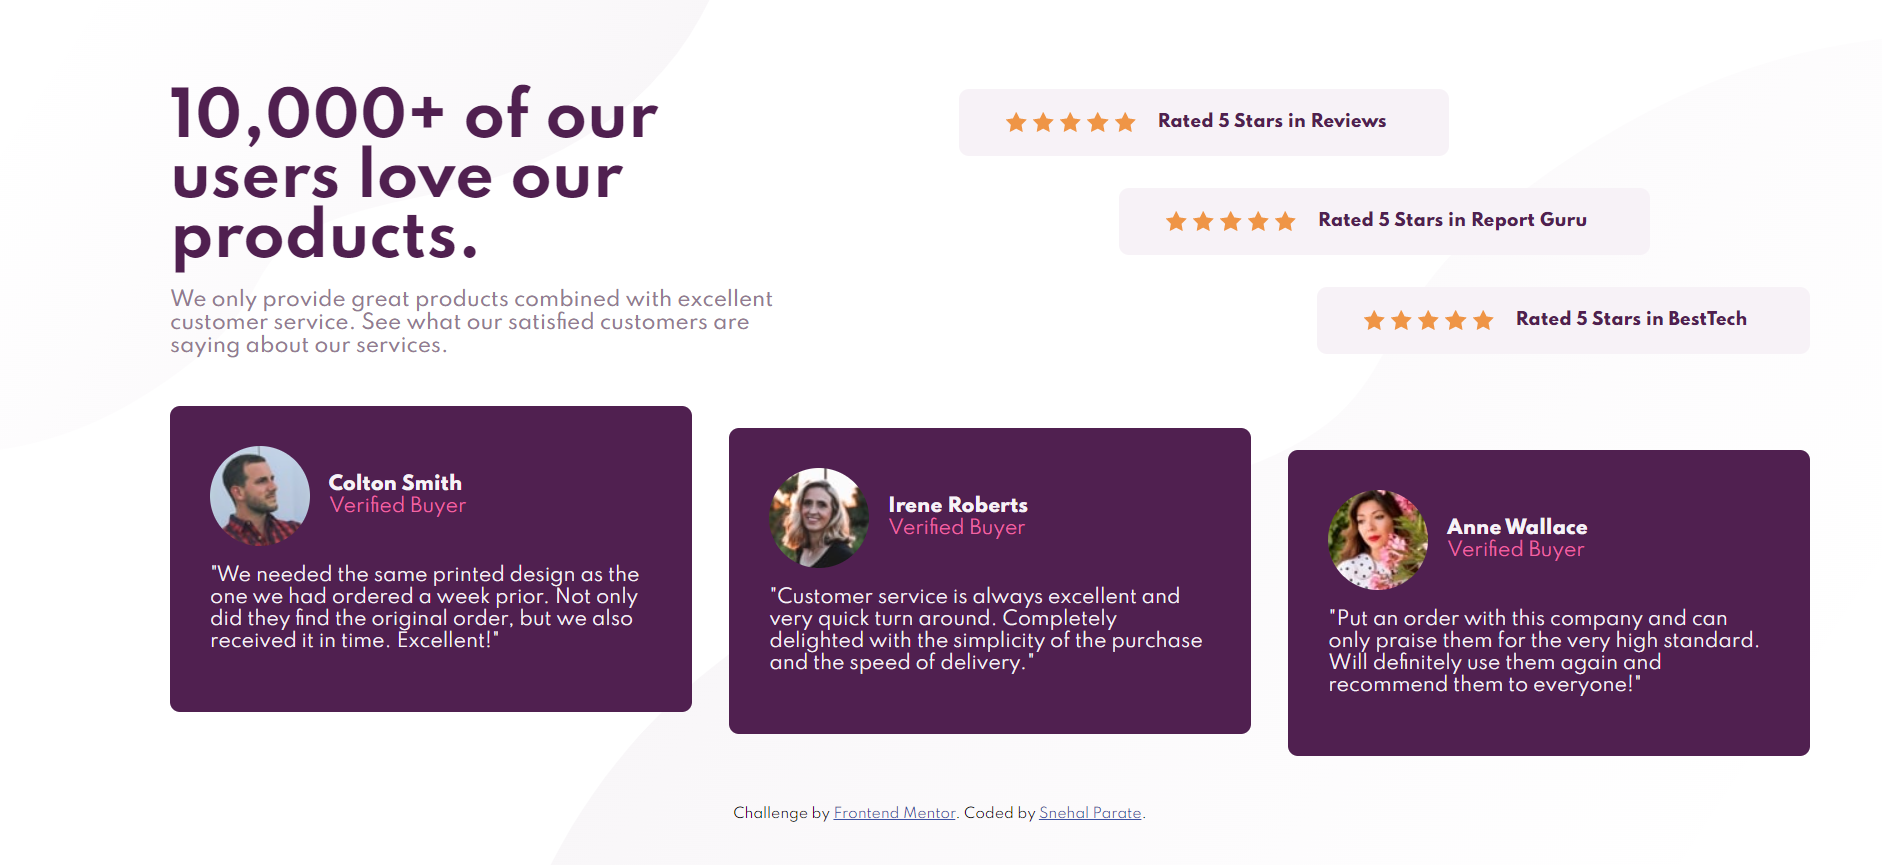 10,000+ of our
users love our
products.
We only provide great products combined with excellent
customer service. See what our satisfied customers are
saying about our services.
Rated 5 Stars in Reviews
Rated 5 Stars in Report Guru
Rated 5 Stars in BestTech
Colton Smith
Verified Buyer
"We needed the same printed design as the
one we had ordered a week prior. Not only
did they find the original order, but we also
received it in time. Excellent!"
Irene Roberts
Verified Buyer
"Customer service is always excellent and
very quick turn around. Completely
delighted with the simplicity of the purchase
and the speed of delivery."
Anne Wallace
Verified Buyer
"Put an order with this company and can
only praise them for the very high standard.
Will definitely use them again and
recommend them to everyone!"
Challenge by Frontend Mentor. Coded by Snehal Parate.